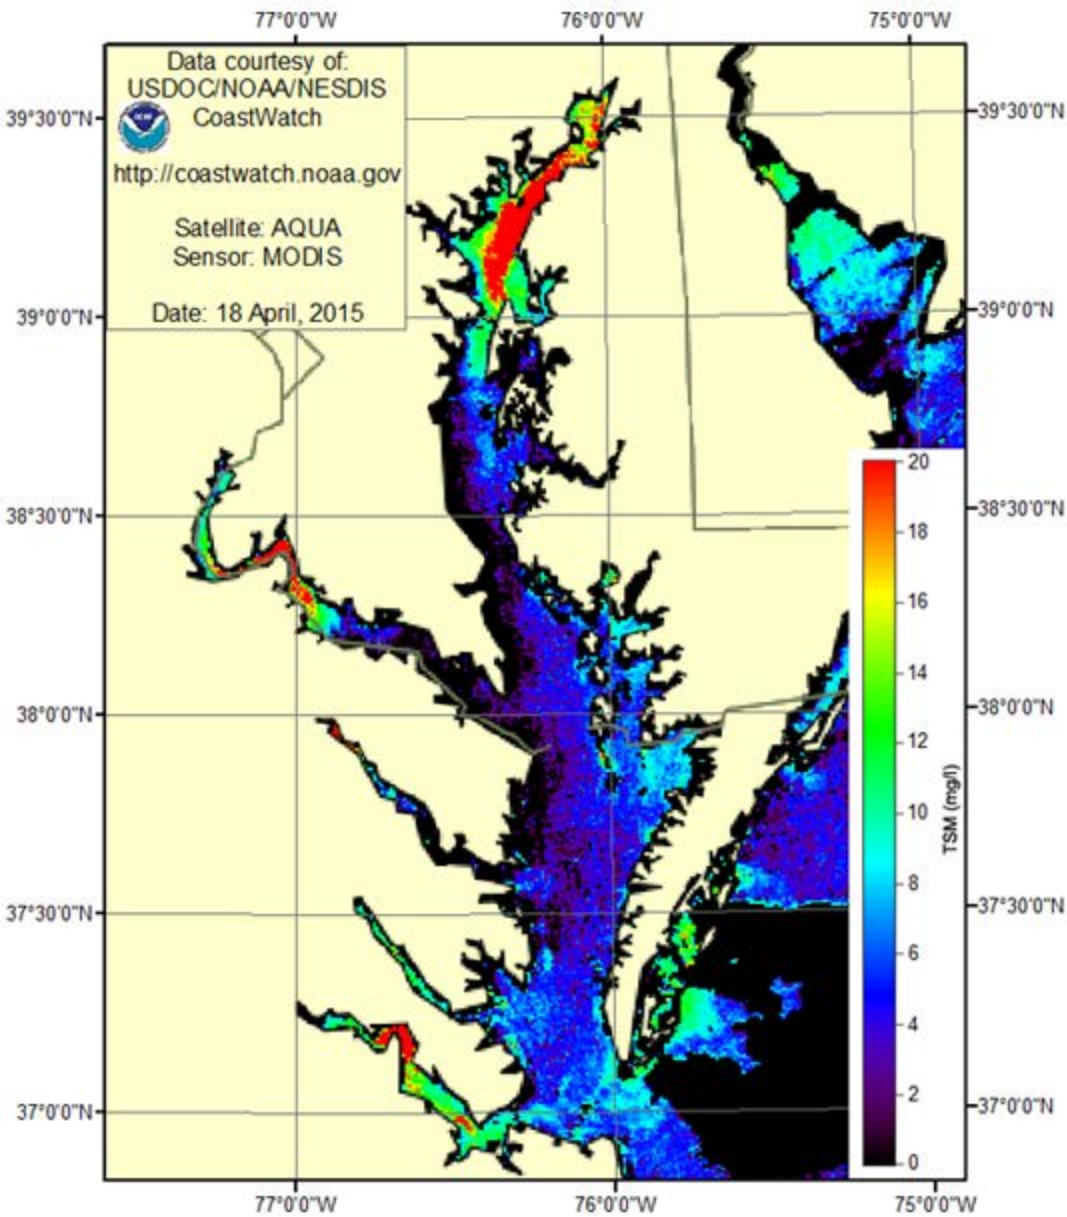 77°0'0"W 76°0'0"W 75°0'0"W
Data courtesy of:
USDOC/NOAA/NESDIS
CoastWatch
http://coastwatch.noaa.gov
Satellite: AQUA
Sensor: MODIS
Date: 18 April, 2015
39°30'0"N 39°30'0"N
39°0'0"N 39°0'0"N
38°30'0"N 38°30'0"N
38°0'0"N 38°0'0"N
37°30'0"N 37°30'0"N
37°0'0"N 37°0'0"N
20
18
16
14
12
10
8
6
4
2
0
TSM (mg/l)
77°0'0"W 76°0'0"W 75°0'0"W